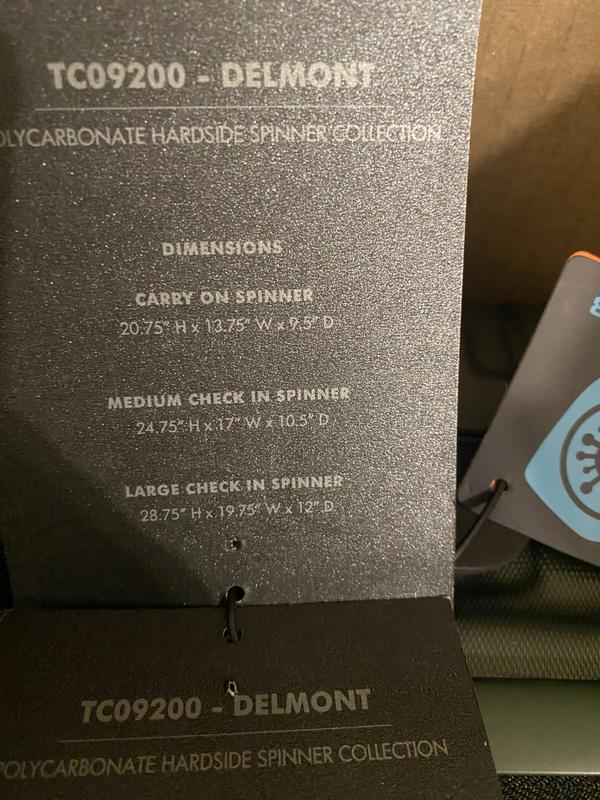 TC09200 - DELMONT
OLYCARBONATE HARDSIDE SPINNER COLLECTION
DIMENSIONS
CARRY ON SPINNER
20.75" H x 13.75" W x 9.5" D
MEDIUM CHECK IN SPINNER
24.75" H x 17" W x 10.5" D
LARGE CHECK IN SPINNER
28.75" H x 19.75" W x 12" D
TC09200 - DELMONT
POLYCARBONATE HARDSIDE SPINNER COLLECTION